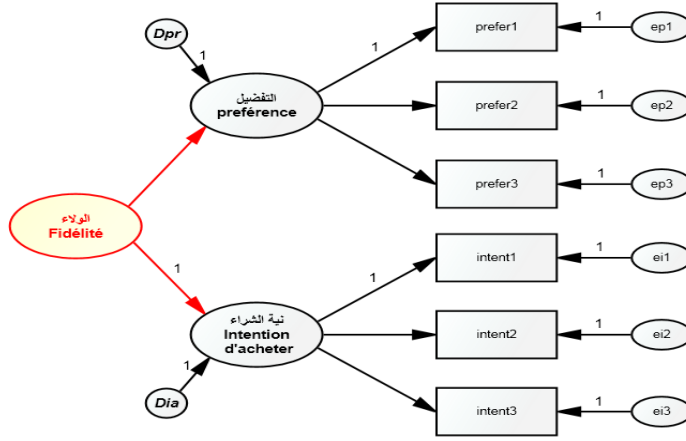 Dpr
1
التفضيل
preférence
1
prefer1
1
ep1
prefer2
1
ep2
prefer3
1
ep3
الولاء
Fidélité
1
نية الشراء
Intention
d'acheter
1
Dia
1
intent1
1
ei1
intent2
1
ei2
intent3
1
ei3